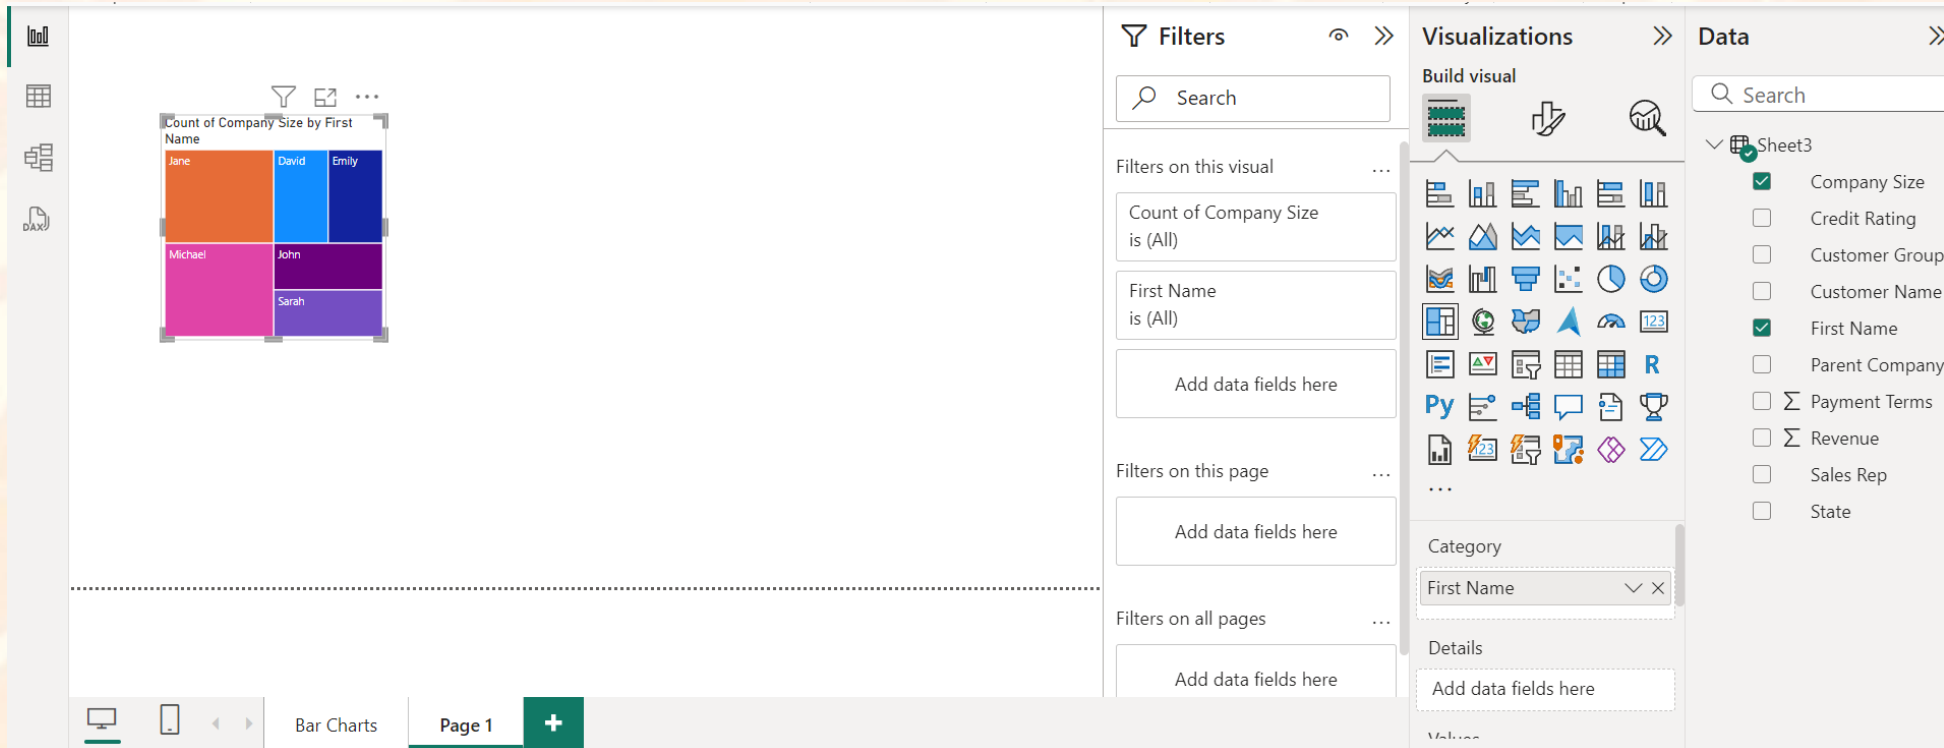 Count of Company Size by First
Name
Jane
David
Emily
Michael
John
Sarah
DAX
Bar Charts
Page 1
Filters
Search
Filters on this visual
Count of Company Size
is (All)
First Name
is (All)
Add data fields here
Filters on this page
Add data fields here
Filters on all pages
Add data fields here
Visualizations
Build visual
123
R
Py
123
Category
First Name
Details
Add data fields here
Values
Data
Search
Sheet3
Company Size
Credit Rating
Customer Group
Customer Name
First Name
Parent Company
Σ Payment Terms
Σ Revenue
Sales Rep
State